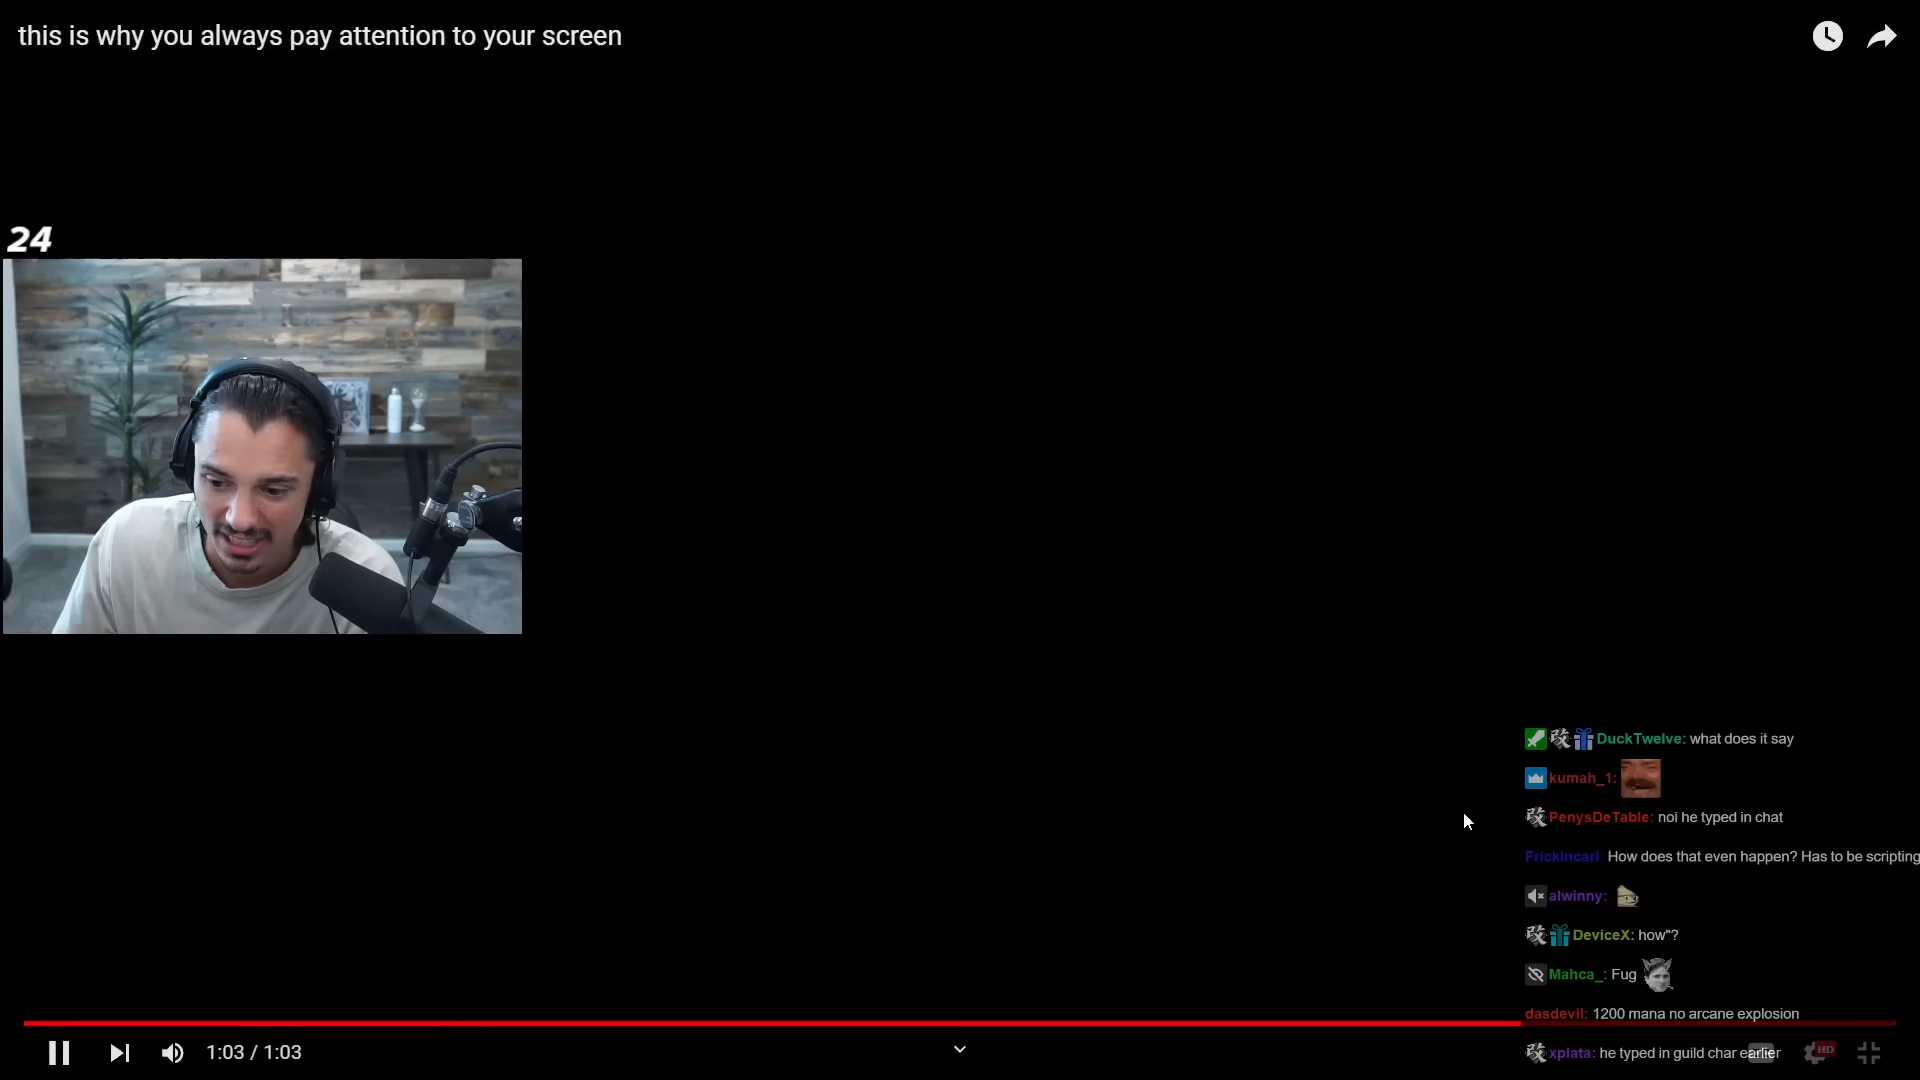 this is why you always pay attention to your screen
24
DuckTwelve: what does it say
kumah_1:
PenysDeTable: noi he typed in chat
Frickincarl: How does that even happen? Has to be scripting
alwinny:
DeviceX: how"?
Mahca_: Fug
dasdevil: 1200 mana no arcane explosion
xplata: he typed in guild char earlier
HD
1:03 / 1:03